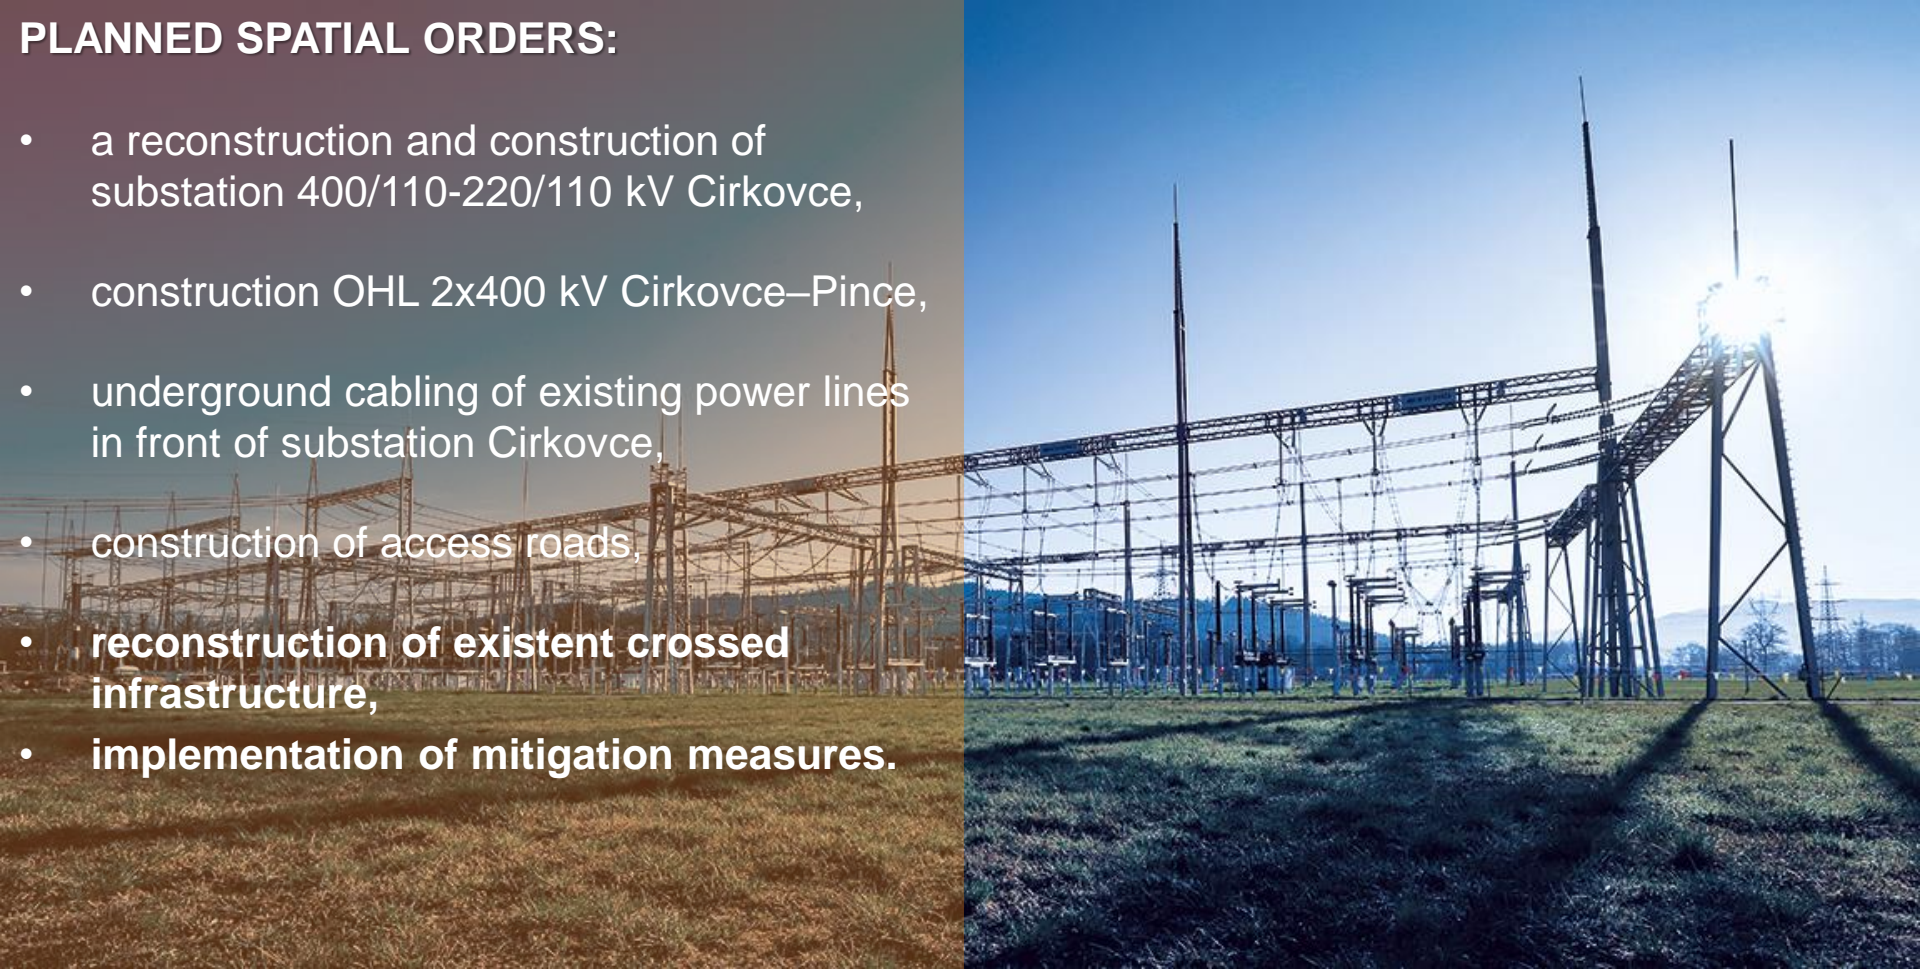 PLANNED SPATIAL ORDERS:
• a reconstruction and construction of
substation 400/110-220/110 kV Cirkovce,
• construction OHL 2x400 kV Cirkovce–Pince,
• underground cabling of existing power lines
in front of substation Cirkovce,
• construction of access roads,
• reconstruction of existent crossed
infrastructure,
• implementation of mitigation measures.